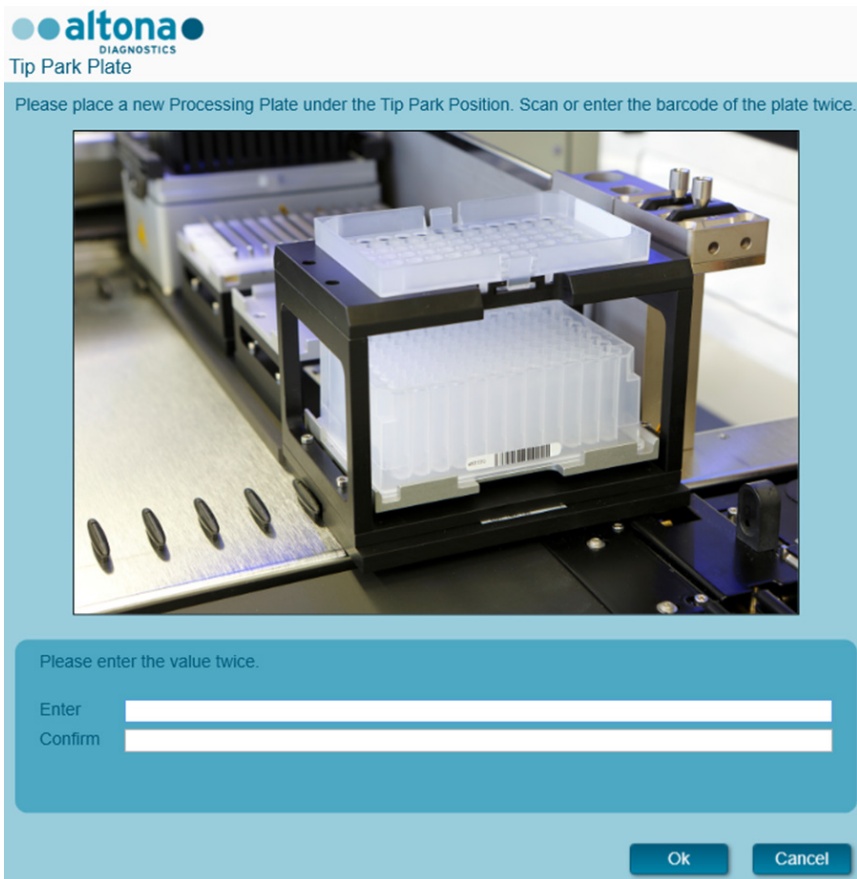 altona
DIAGNOSTICS
Tip Park Plate
Please place a new Processing Plate under the Tip Park Position. Scan or enter the barcode of the plate twice.
Please enter the value twice.
Enter
Confirm
Ok
Cancel